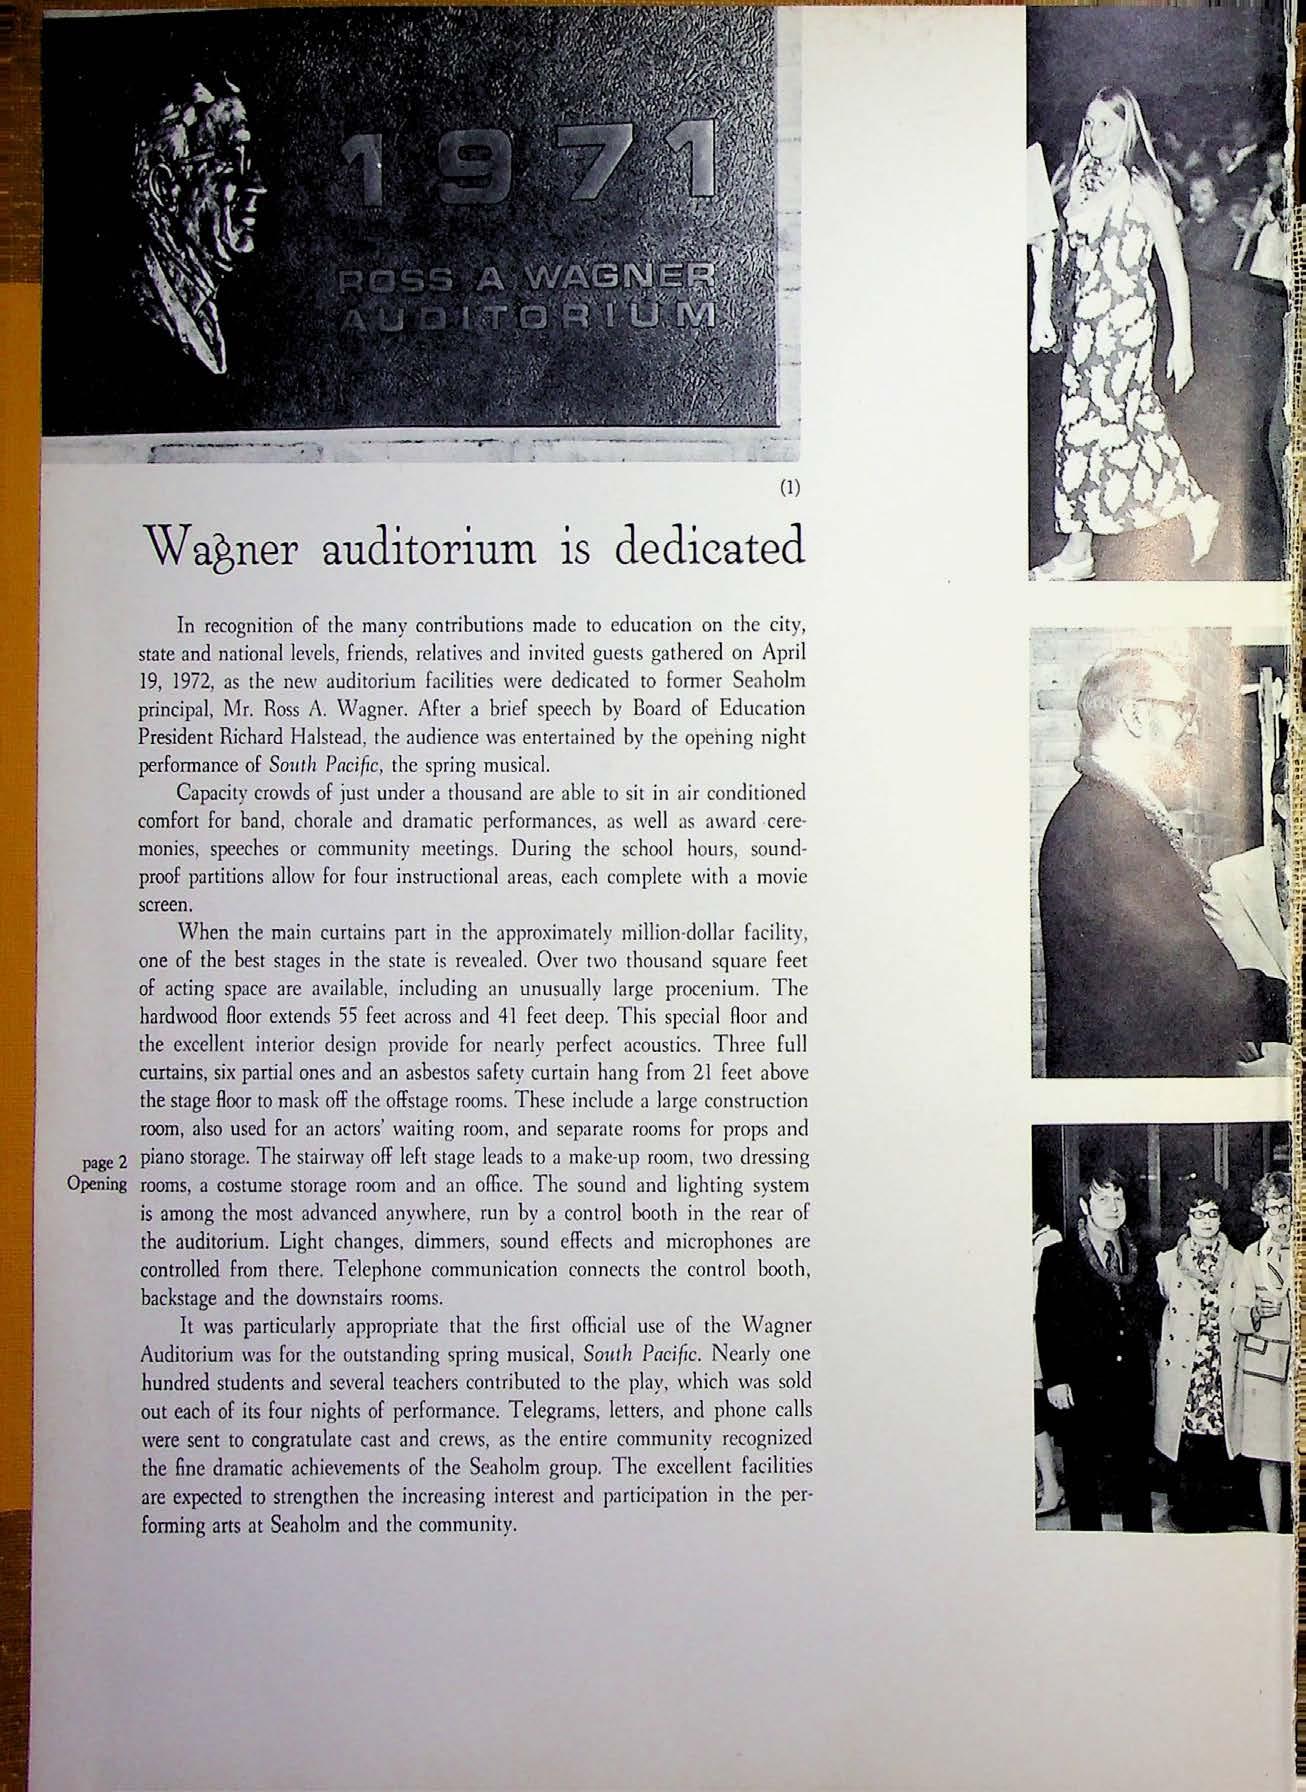 1971
ROSS A WAGNER
AUDITORIUM
(1)
Wagner auditorium is dedicated
In recognition of the many contributions made to education on the city,
state and national levels, friends, relatives and invited guests gathered on April
19, 1972, as the new auditorium facilities were dedicated to former Seaholm
principal, Mr. Ross A. Wagner. After a brief speech by Board of Education
President Richard Halstead, the audience was entertained by the opening night
performance of South Pacific, the spring musical.
Capacity crowds of just under a thousand are able to sit in air conditioned
comfort for band, chorale and dramatic performances, as well as award cere-
monies, speeches or community meetings. During the school hours, sound-
proof partitions allow for four instructional areas, each complete with a movie
screen.
When the main curtains part in the approximately million-dollar facility,
one of the best stages in the state is revealed. Over two thousand square feet
of acting space are available, including an unusually large procenium. The
hardwood floor extends 55 feet across and 41 feet deep. This special floor and
the excellent interior design provide for nearly perfect acoustics. Three full
curtains, six partial ones and an asbestos safety curtain hang from 21 feet above
the stage floor to mask off the offstage rooms. These include a large construction
room, also used for an actors' waiting room, and separate rooms for props and
piano storage. The stairway off left stage leads to a make-up room, two dressing
rooms, a costume storage room and an office. The sound and lighting system
is among the most advanced anywhere, run by a control booth in the rear of
the auditorium. Light changes, dimmers, sound effects and microphones are
controlled from there. Telephone communication connects the control booth,
backstage and the downstairs rooms.
It was particularly appropriate that the first official use of the Wagner
Auditorium was for the outstanding spring musical, South Pacific. Nearly one
hundred students and several teachers contributed to the play, which was sold
out each of its four nights of performance. Telegrams, letters, and phone calls
were sent to congratulate cast and crews, as the entire community recognized
the fine dramatic achievements of the Seaholm group. The excellent facilities
are expected to strengthen the increasing interest and participation in the per-
forming arts at Seaholm and the community.
page 2
Opening